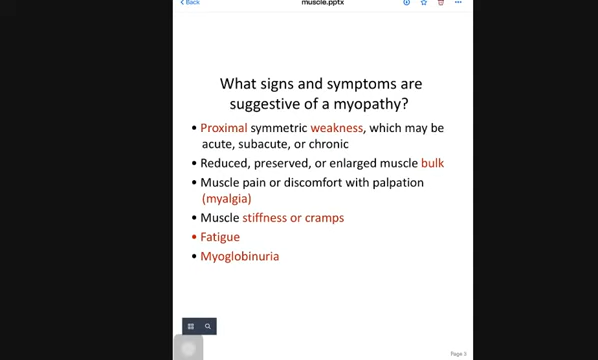 Back
muscle.pptx
What signs and symptoms are
suggestive of a myopathy?
• Proximal symmetric weakness, which may be
acute, subacute, or chronic
• Reduced, preserved, or enlarged muscle bulk
• Muscle pain or discomfort with palpation
(myalgia)
• Muscle stiffness or cramps
• Fatigue
• Myoglobinuria
Page 3